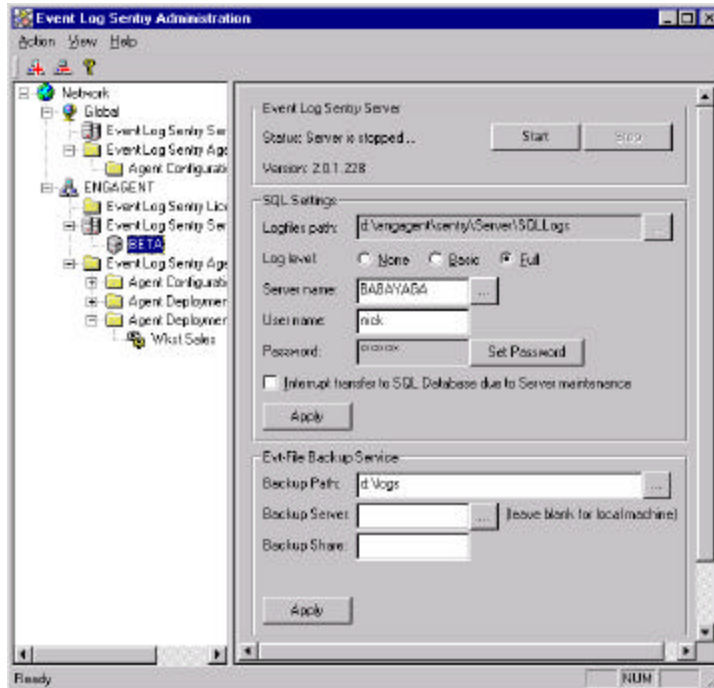 Event Log Sentry Administration
Action View Help
Network
Global
Event Log Sentry Ser
Event Log Sentry Age
Agent Configurati
ENGAGENT
Event Log Sentry Lice
Event Log Sentry Ser
BETA
Event Log Sentry Age
Agent Configurati
Agent Deploymer
Agent Deploymer
Wkst Sales
Event Log Sentry Server
Status: Server is stopped ... Start Stop
Version: 2.0.1.228
SQL Settings
Logfiles path: d:\engagent\sentry\Server\SQLLogs ...
Log level: None Basic Full
Server name: BABAYAGA ...
User name: nick
Password: Set Password
Interrupt transfer to SQL Database due to Server maintenance
Apply
Evt-File Backup Service
Backup Path: d:\logs ...
Backup Server: ... (leave blank for local machine)
Backup Share:
Apply
Ready NUM